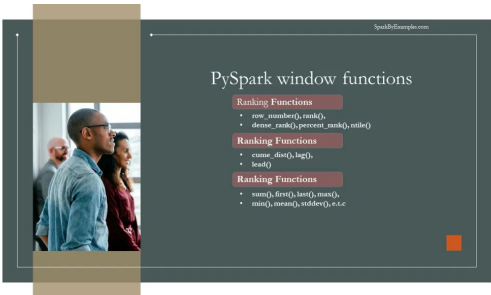 SparkByExamples.com
PySpark window functions
Ranking Functions
• row_number(), rank(),
• dense_rank(), percent_rank(), ntile()
Ranking Functions
• cume_dist(), lag(),
• lead()
Ranking Functions
• sum(), first(), last(), max(),
• min(), mean(), stddev(), e.t.c